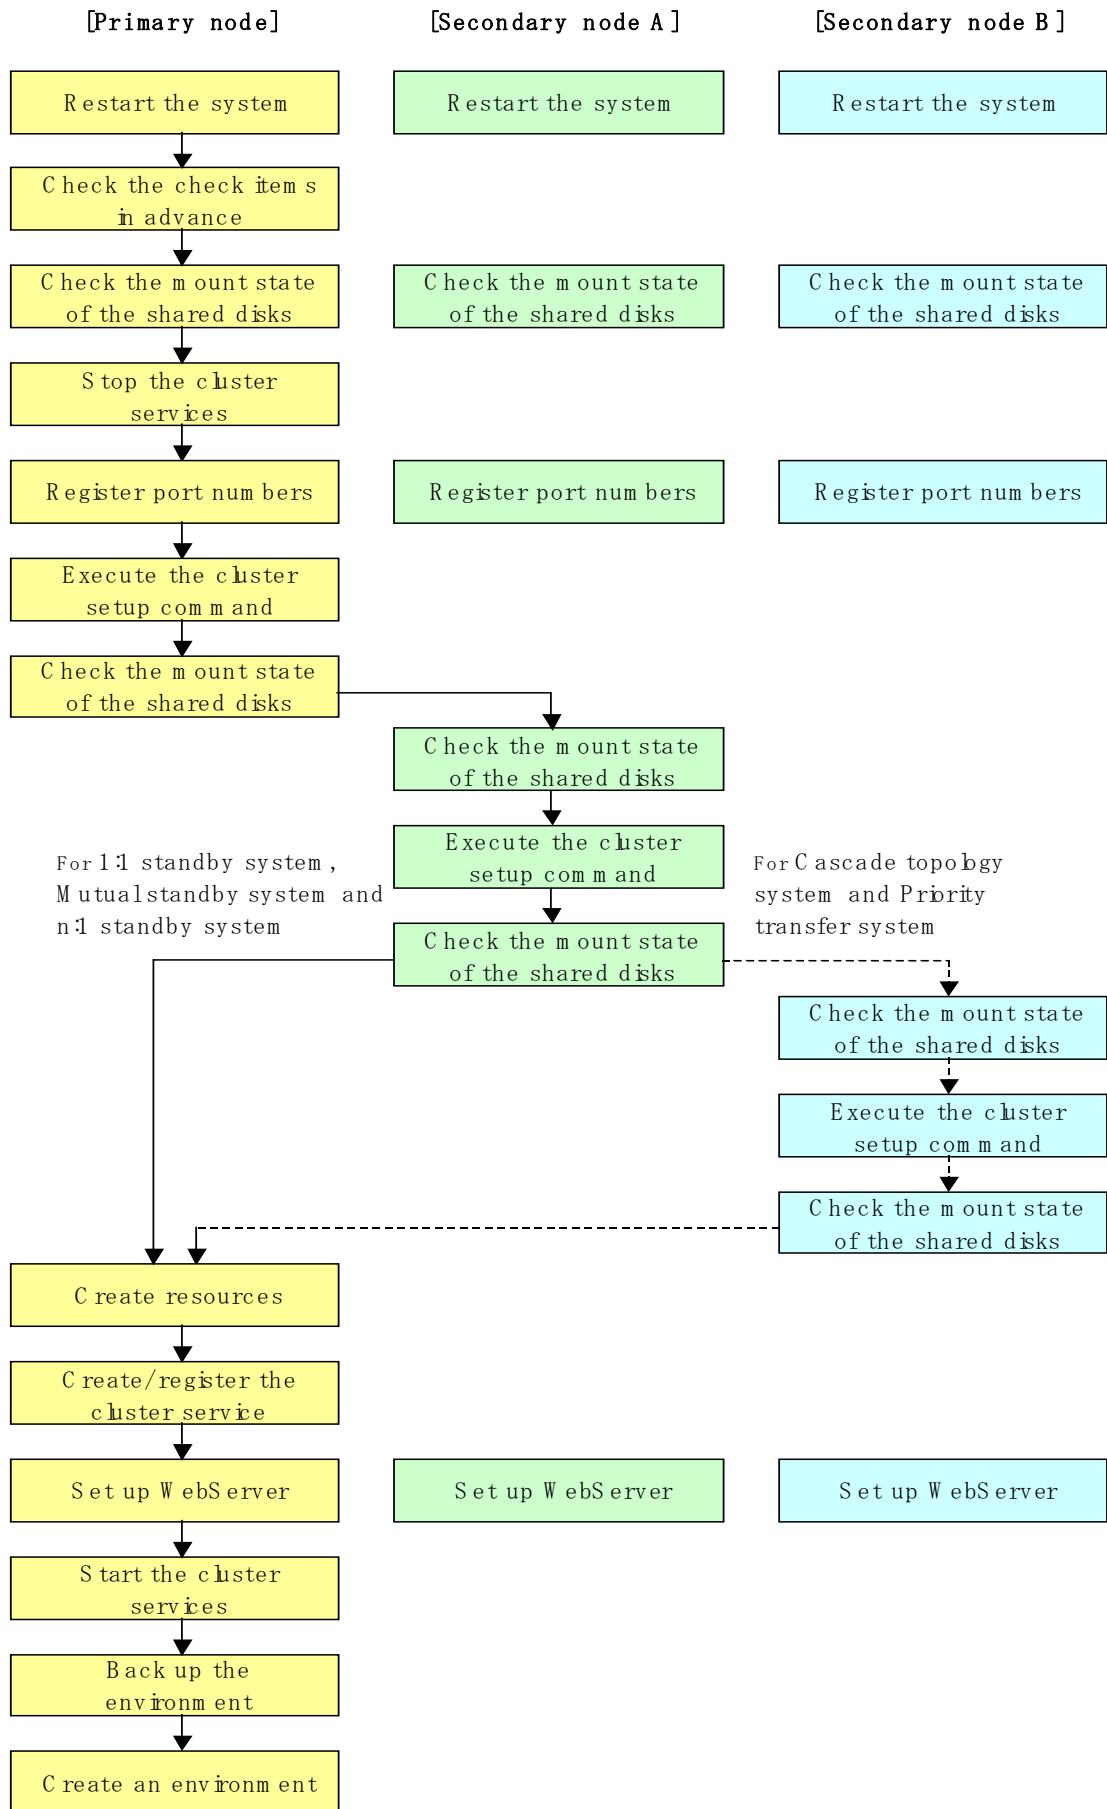 [Primary node]
[Secondary node A]
[Secondary node B]
Restart the system
Restart the system
Restart the system
Check the check items
in advance
Check the mount state
of the shared disks
Check the mount state
of the shared disks
Check the mount state
of the shared disks
Stop the cluster
services
Register port numbers
Register port numbers
Register port numbers
Execute the cluster
setup command
Check the mount state
of the shared disks
Check the mount state
of the shared disks
Execute the cluster
setup command
For 1:1 standby system,
Mutual standby system and
n:1 standby system
For Cascade topology
system and Priority
transfer system
Check the mount state
of the shared disks
Check the mount state
of the shared disks
Execute the cluster
setup command
Check the mount state
of the shared disks
Create resources
Create/register the
cluster service
Set up WebServer
Set up WebServer
Set up WebServer
Start the cluster
services
Back up the
environment
Create an environment